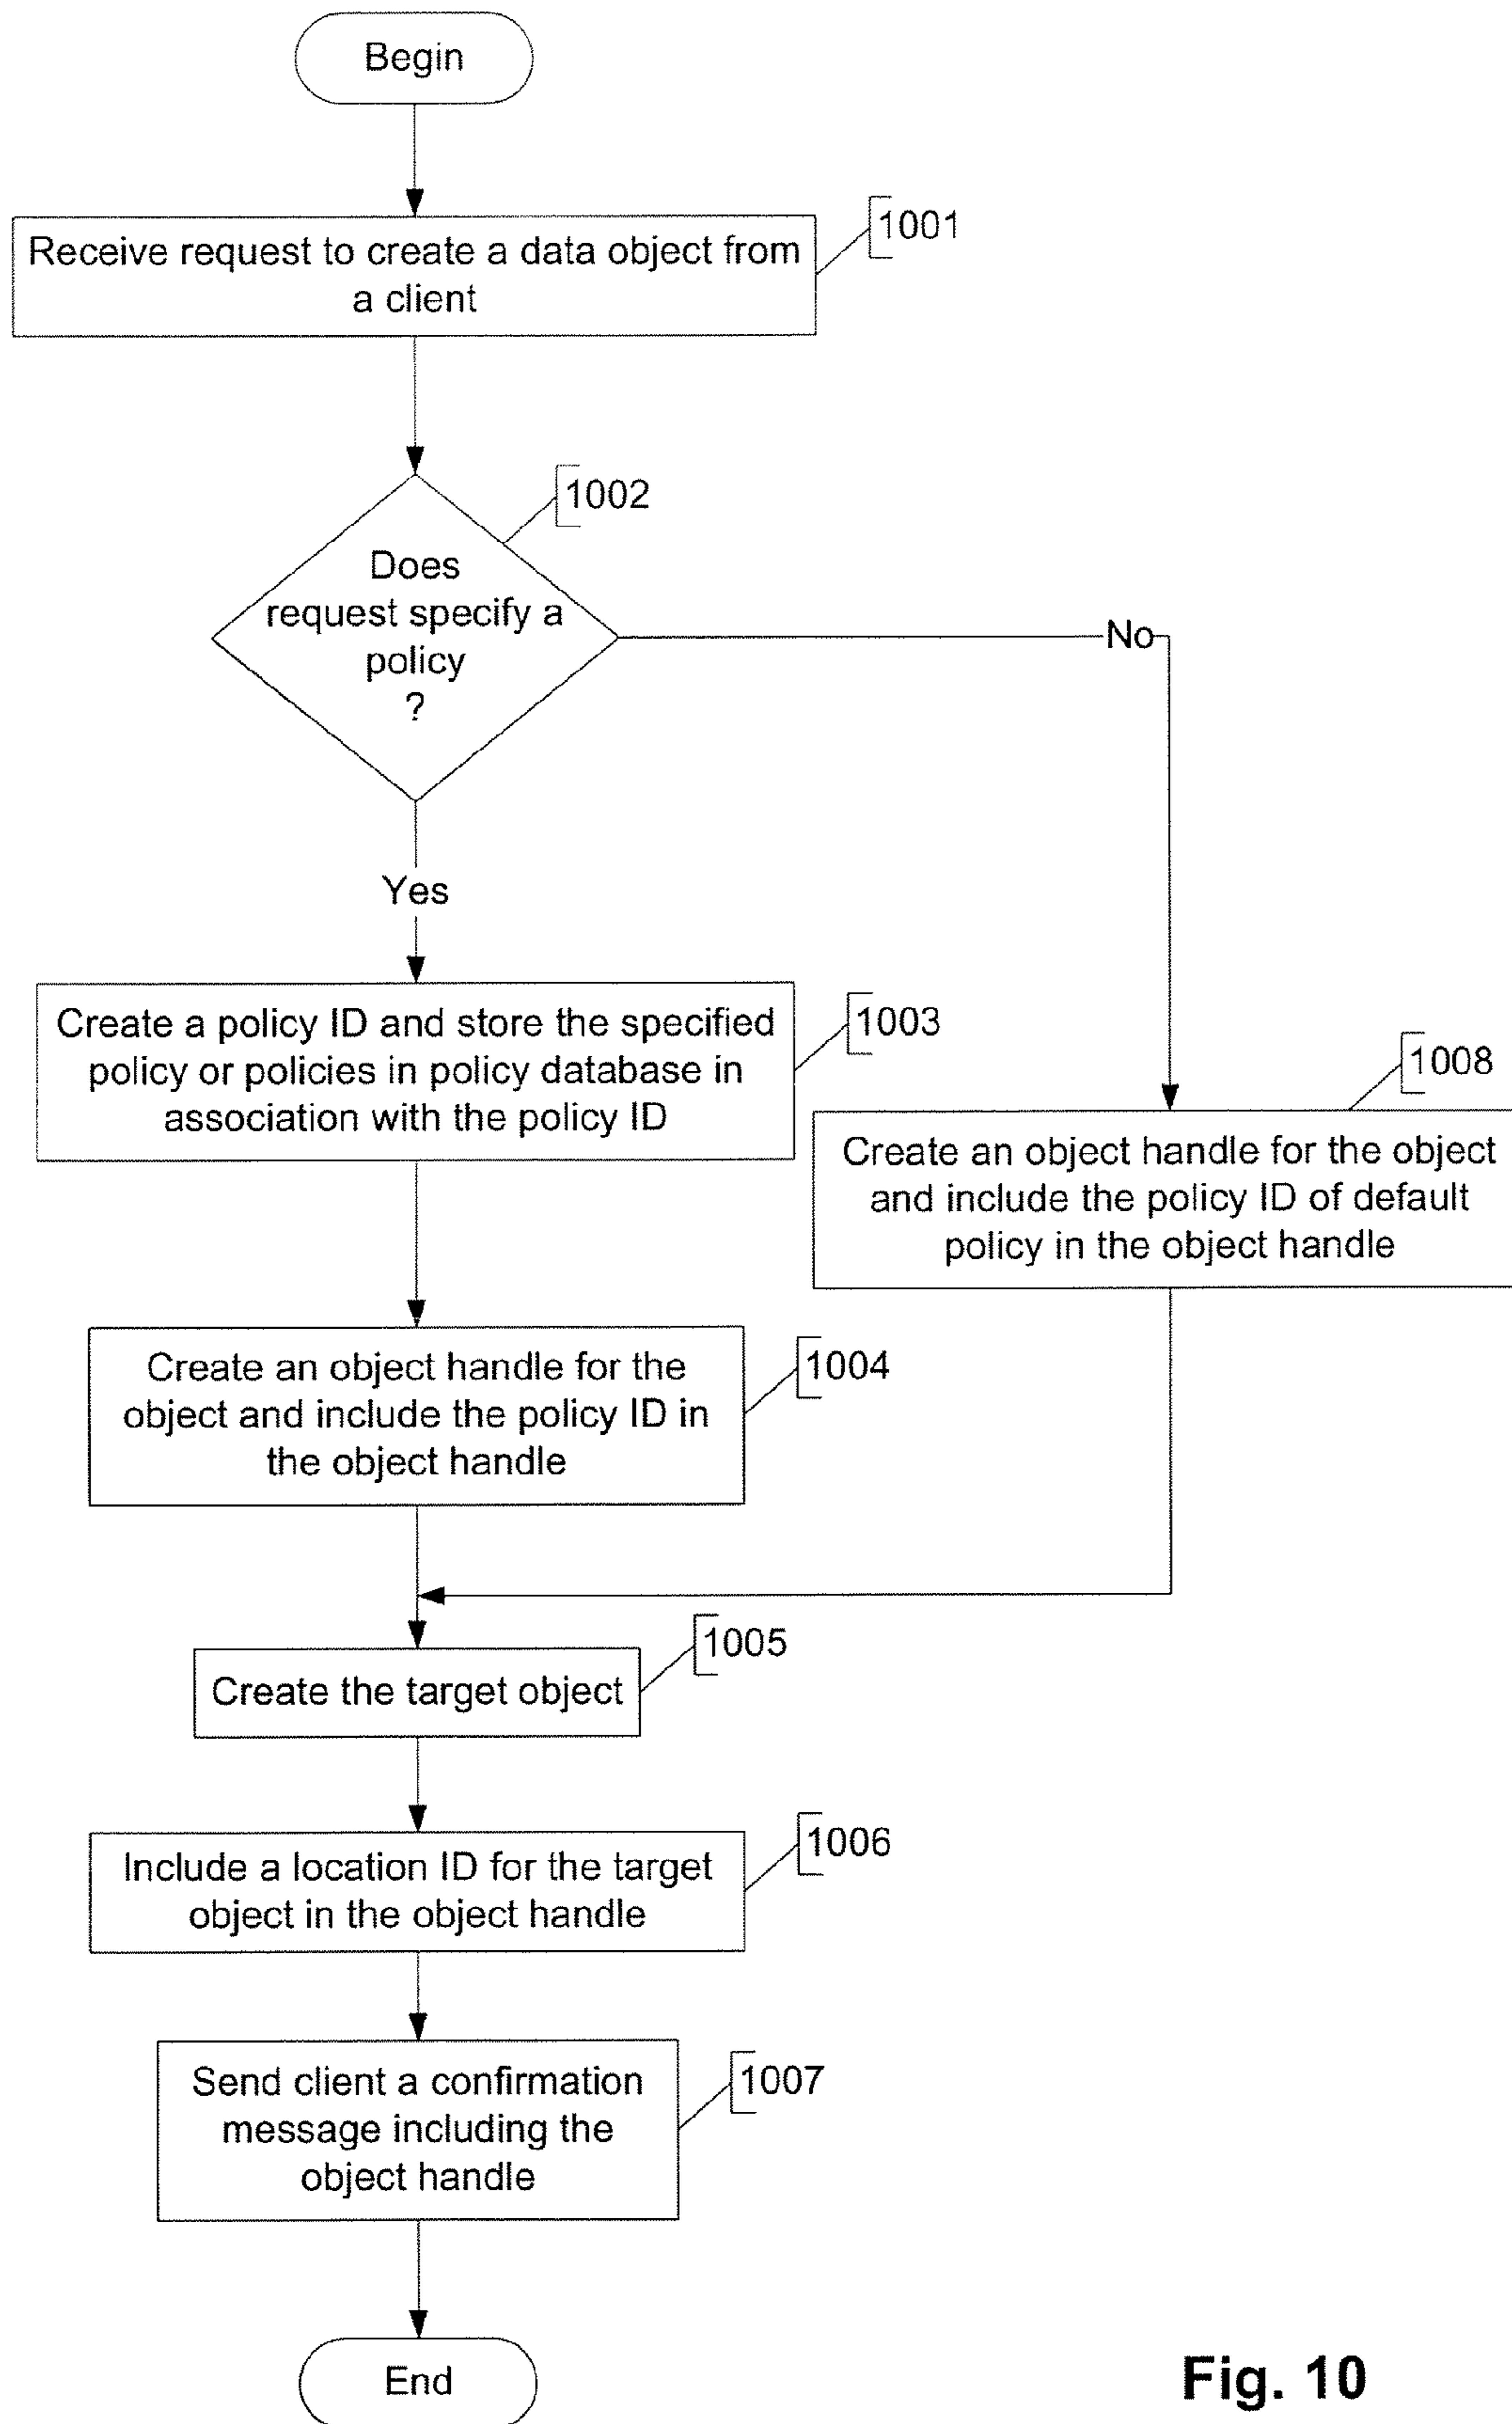 Begin
1001
Receive request to create a data object from
a client
1002
Does
request specify a
policy
?
No
Yes
1003
Create a policy ID and store the specified
policy or policies in policy database in
association with the policy ID
1008
Create an object handle for the object
and include the policy ID of default
policy in the object handle
1004
Create an object handle for the
object and include the policy ID in
the object handle
1005
Create the target object
1006
Include a location ID for the target
object in the object handle
1007
Send client a confirmation
message including the
object handle
End
Fig. 10